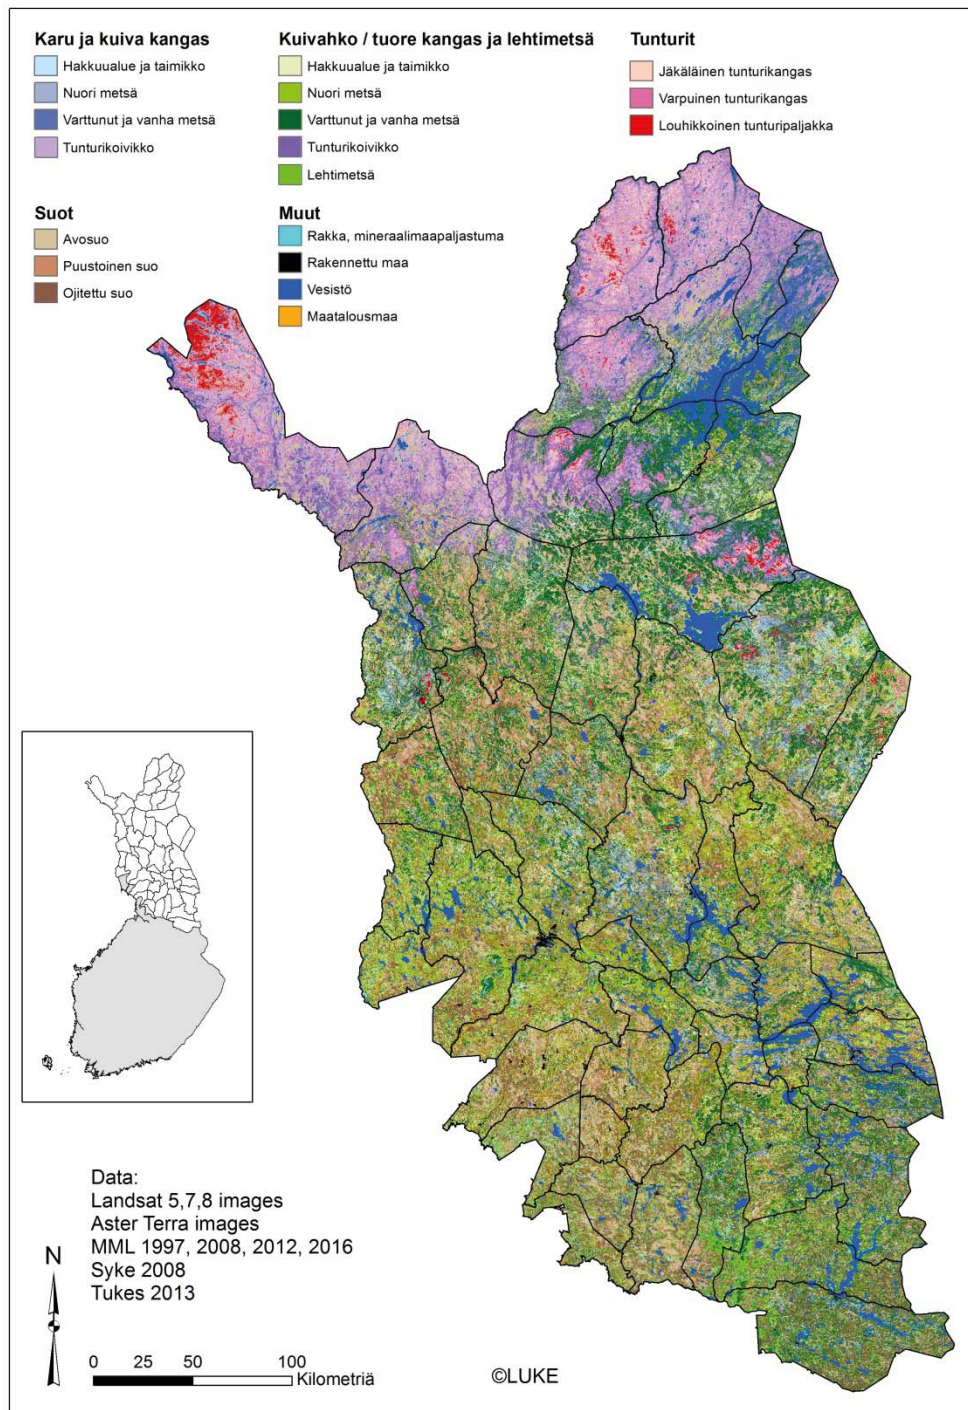 Karu ja kuiva kangas
Hakkuualue ja taimikko
Nuori metsä
Varttunut ja vanha metsä
Tunturikoivikko
Kuivahko / tuore kangas ja lehtimetsä
Hakkuualue ja taimikko
Nuori metsä
Varttunut ja vanha metsä
Tunturikoivikko
Lehtimetsä
Tunturit
Jäkäläinen tunturikangas
Varpuinen tunturikangas
Louhikkoinen tunturipaljakka
Suot
Avosuo
Puustoinen suo
Ojitettu suo
Muut
Rakka, mineraalimaapaljastuma
Rakennettu maa
Vesistö
Maatalousmaa
Data:
Landsat 5,7,8 images
Aster Terra images
MML 1997, 2008, 2012, 2016
Syke 2008
Tukes 2013
N
0 25 50 100
Kilometriä
©LUKE